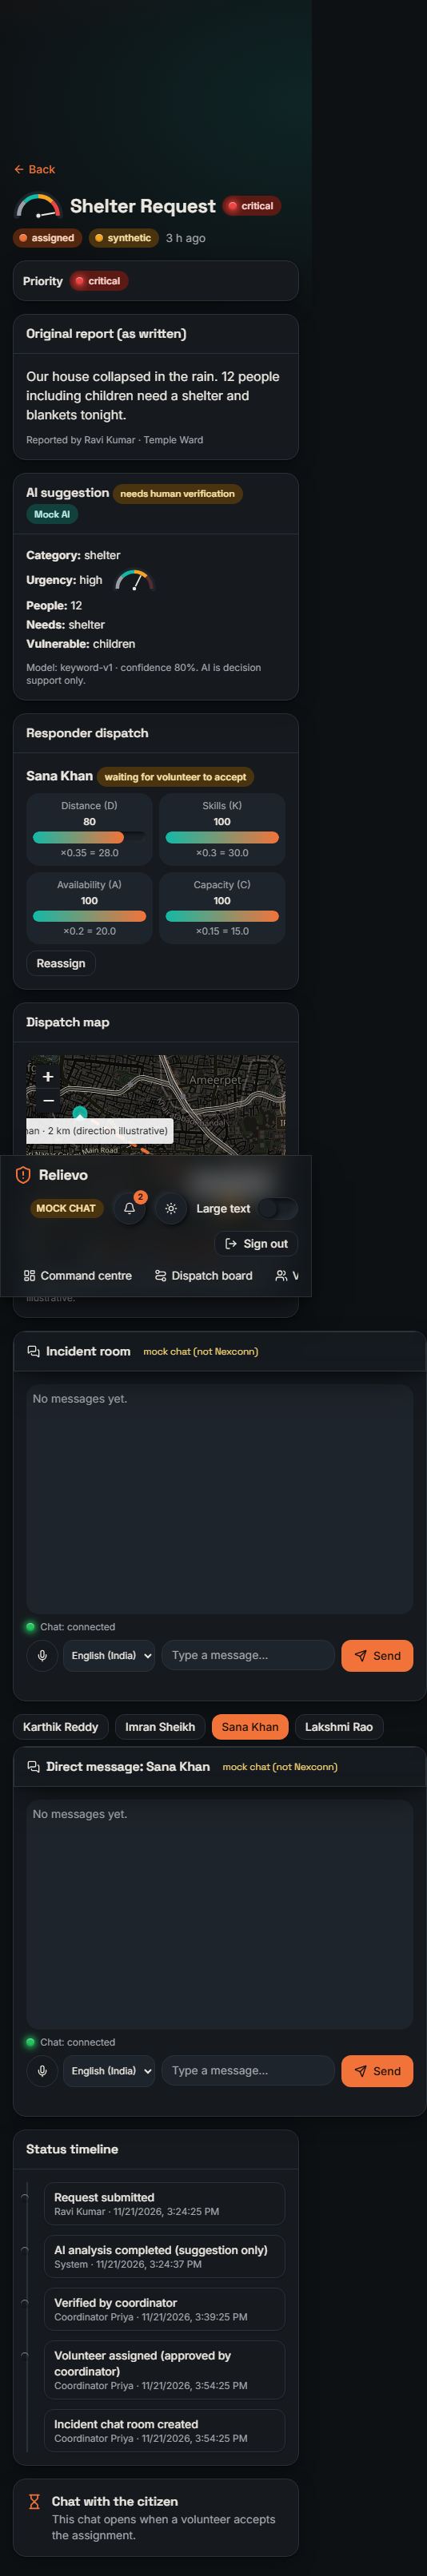 ← Back
Shelter Request critical
assigned synthetic 3 h ago
Priority critical
Original report (as written)
Our house collapsed in the rain. 12 people
including children need a shelter and
blankets tonight.
Reported by Ravi Kumar · Temple Ward
AI suggestion needs human verification
Mock AI
Category: shelter
Urgency: high
People: 12
Needs: shelter
Vulnerable: children
Model: keyword-v1 · confidence 80%. AI is decision
support only.
Responder dispatch
Sana Khan waiting for volunteer to accept
Distance (D) Skills (K)
80 100
×0.35 = 28.0 ×0.3 = 30.0
Availability (A) Capacity (C)
100 100
×0.2 = 20.0 ×0.15 = 15.0
Reassign
Dispatch map
+
Ameerpet
−
an · 2 km (direction illustrative)
Main Road
Relievo
MOCK CHAT 2 Large text
Sign out
Command centre Dispatch board V
illustrative.
Incident room mock chat (not Nexconn)
No messages yet.
Chat: connected
English (India) Type a message... Send
Karthik Reddy Imran Sheikh Sana Khan Lakshmi Rao
Direct message: Sana Khan mock chat (not Nexconn)
No messages yet.
Chat: connected
English (India) Type a message... Send
Status timeline
Request submitted
Ravi Kumar · 11/21/2026, 3:24:25 PM
AI analysis completed (suggestion only)
System · 11/21/2026, 3:24:37 PM
Verified by coordinator
Coordinator Priya · 11/21/2026, 3:39:25 PM
Volunteer assigned (approved by
coordinator)
Coordinator Priya · 11/21/2026, 3:54:25 PM
Incident chat room created
Coordinator Priya · 11/21/2026, 3:54:25 PM
Chat with the citizen
This chat opens when a volunteer accepts
the assignment.